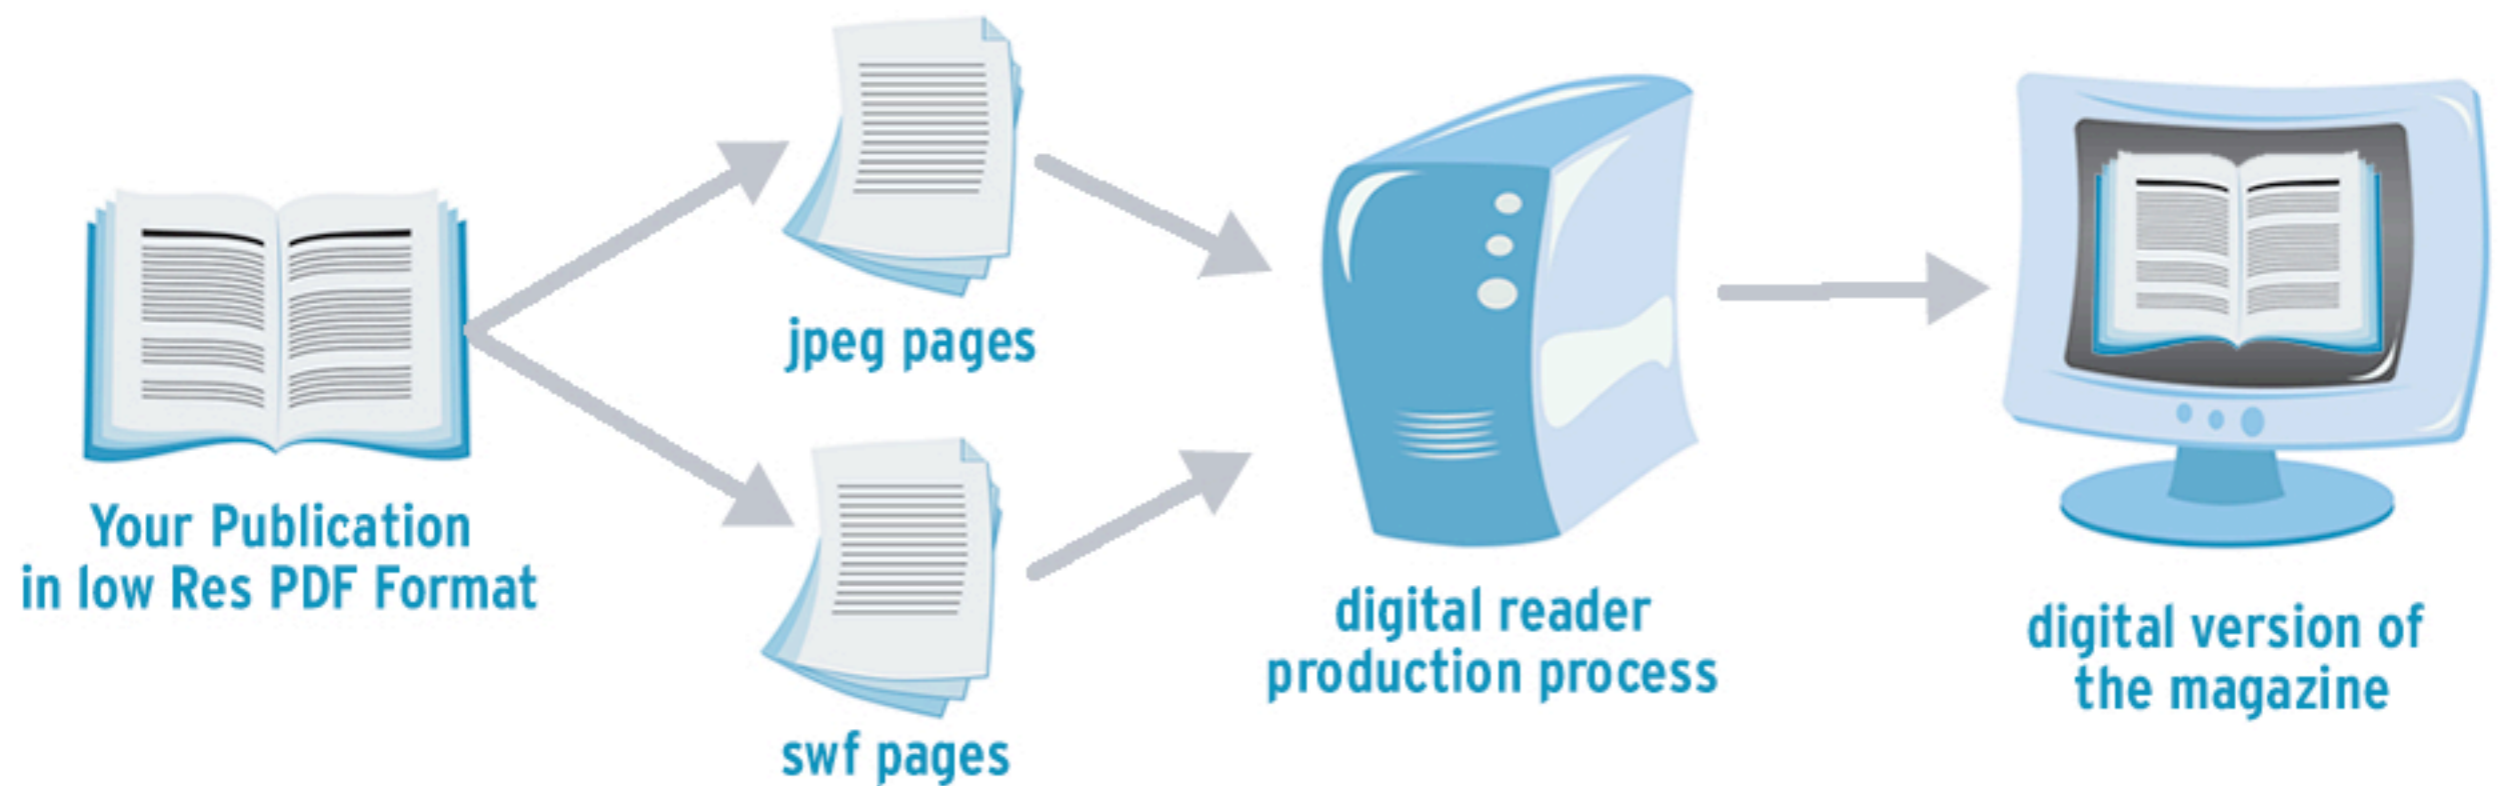 Your Publication
in low Res PDF Format
jpeg pages
swf pages
digital reader
production process
digital version of
the magazine